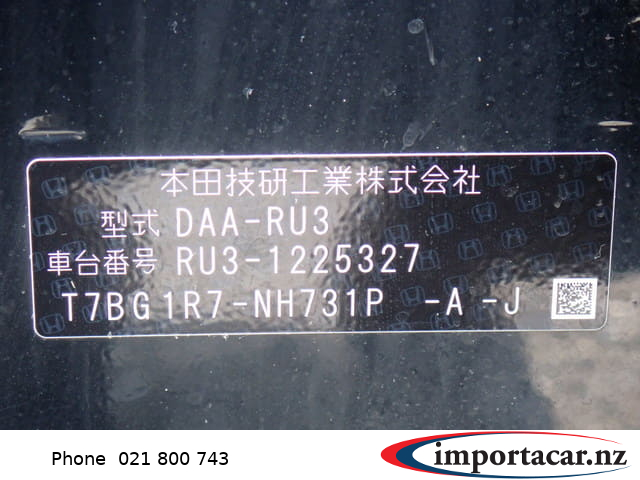 本田技研工業株式会社
型式 DAA-RU3
車台番号 RU3-1225327
T7BG1R7-NH731P -A -J
Phone 021 800 743
importacar.nz